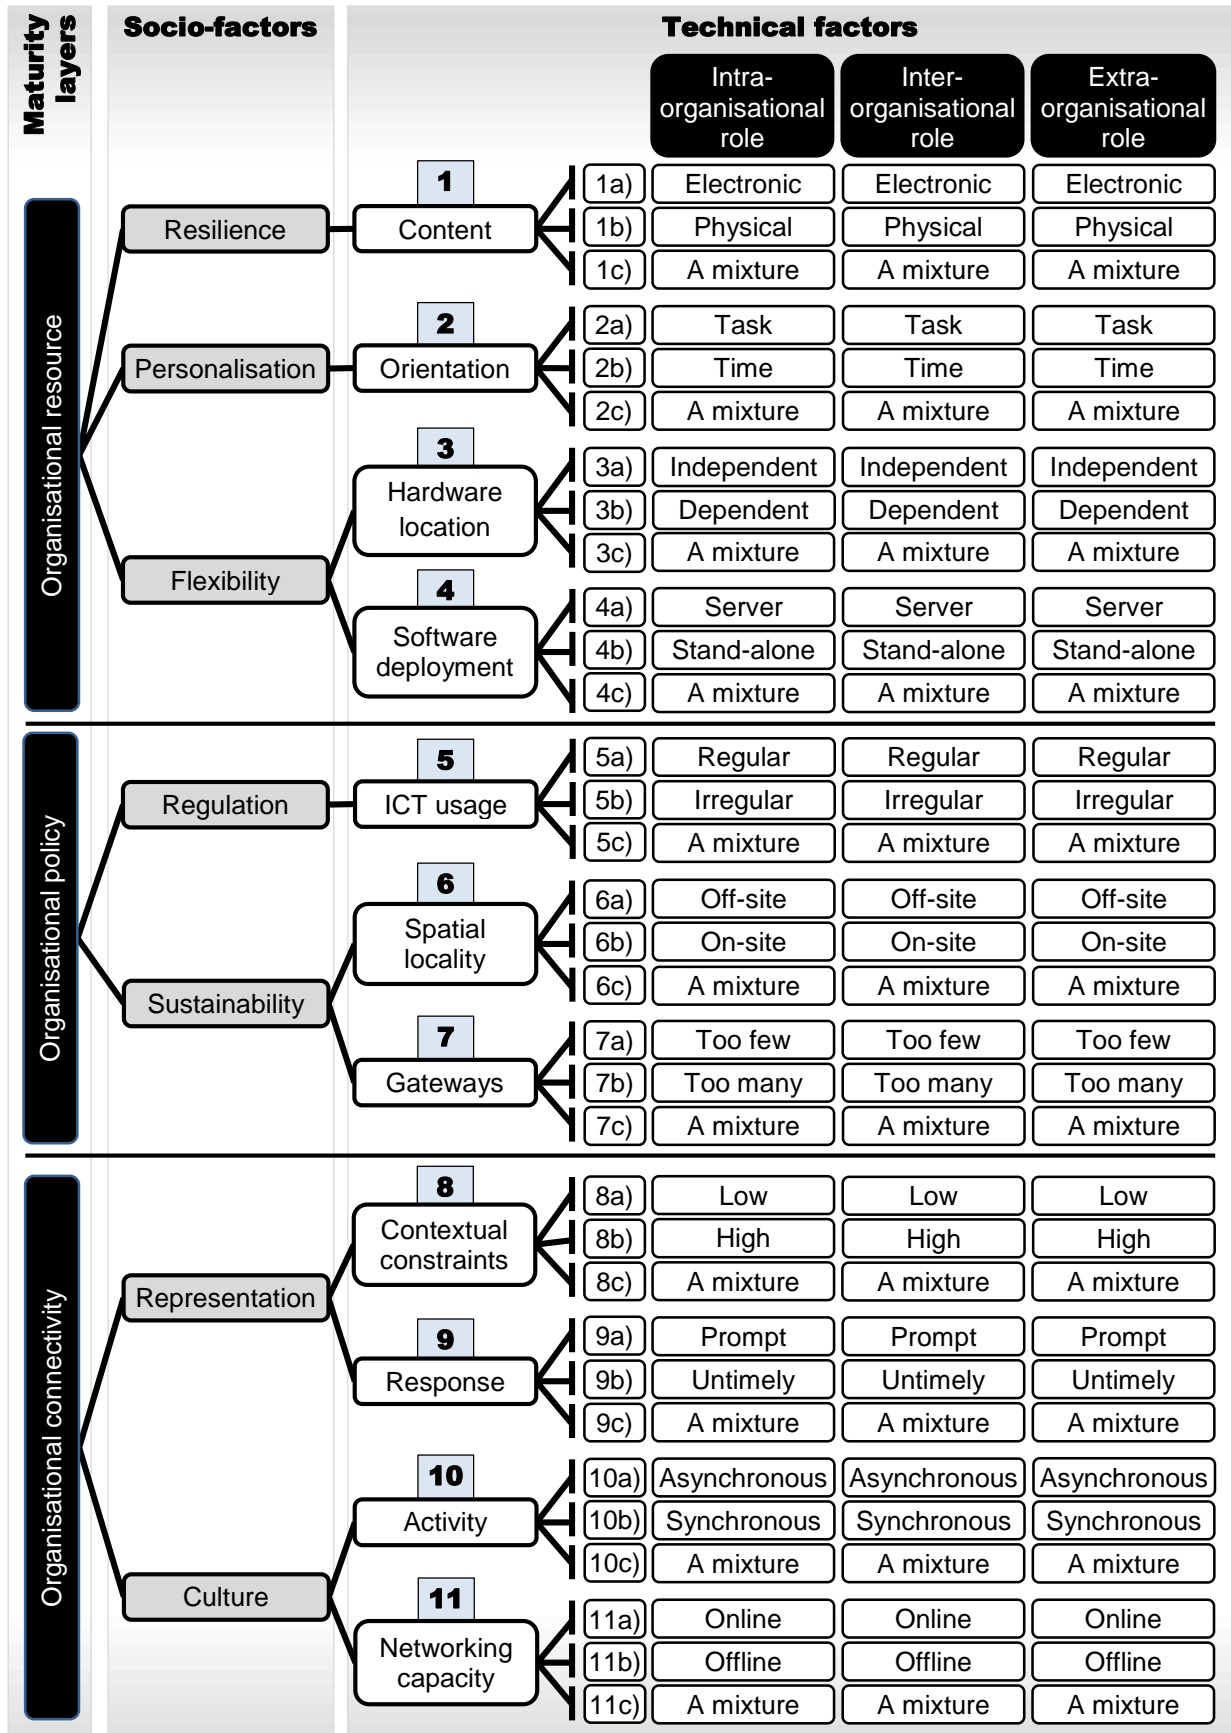 Maturity
layers
Socio-factors
Technical factors
Intra-
organisational
role
Inter-
organisational
role
Extra-
organisational
role
Organisational resource
Resilience
1
Content
1a) Electronic Electronic Electronic
1b) Physical Physical Physical
1c) A mixture A mixture A mixture
Personalisation
2
Orientation
2a) Task Task Task
2b) Time Time Time
2c) A mixture A mixture A mixture
Flexibility
3
Hardware
location
3a) Independent Independent Independent
3b) Dependent Dependent Dependent
3c) A mixture A mixture A mixture
4
Software
deployment
4a) Server Server Server
4b) Stand-alone Stand-alone Stand-alone
4c) A mixture A mixture A mixture
Organisational policy
Regulation
5
ICT usage
5a) Regular Regular Regular
5b) Irregular Irregular Irregular
5c) A mixture A mixture A mixture
Sustainability
6
Spatial
locality
6a) Off-site Off-site Off-site
6b) On-site On-site On-site
6c) A mixture A mixture A mixture
7
Gateways
7a) Too few Too few Too few
7b) Too many Too many Too many
7c) A mixture A mixture A mixture
Organisational connectivity
Representation
8
Contextual
constraints
8a) Low Low Low
8b) High High High
8c) A mixture A mixture A mixture
9
Response
9a) Prompt Prompt Prompt
9b) Untimely Untimely Untimely
9c) A mixture A mixture A mixture
Culture
10
Activity
10a) Asynchronous Asynchronous Asynchronous
10b) Synchronous Synchronous Synchronous
10c) A mixture A mixture A mixture
11
Networking
capacity
11a) Online Online Online
11b) Offline Offline Offline
11c) A mixture A mixture A mixture